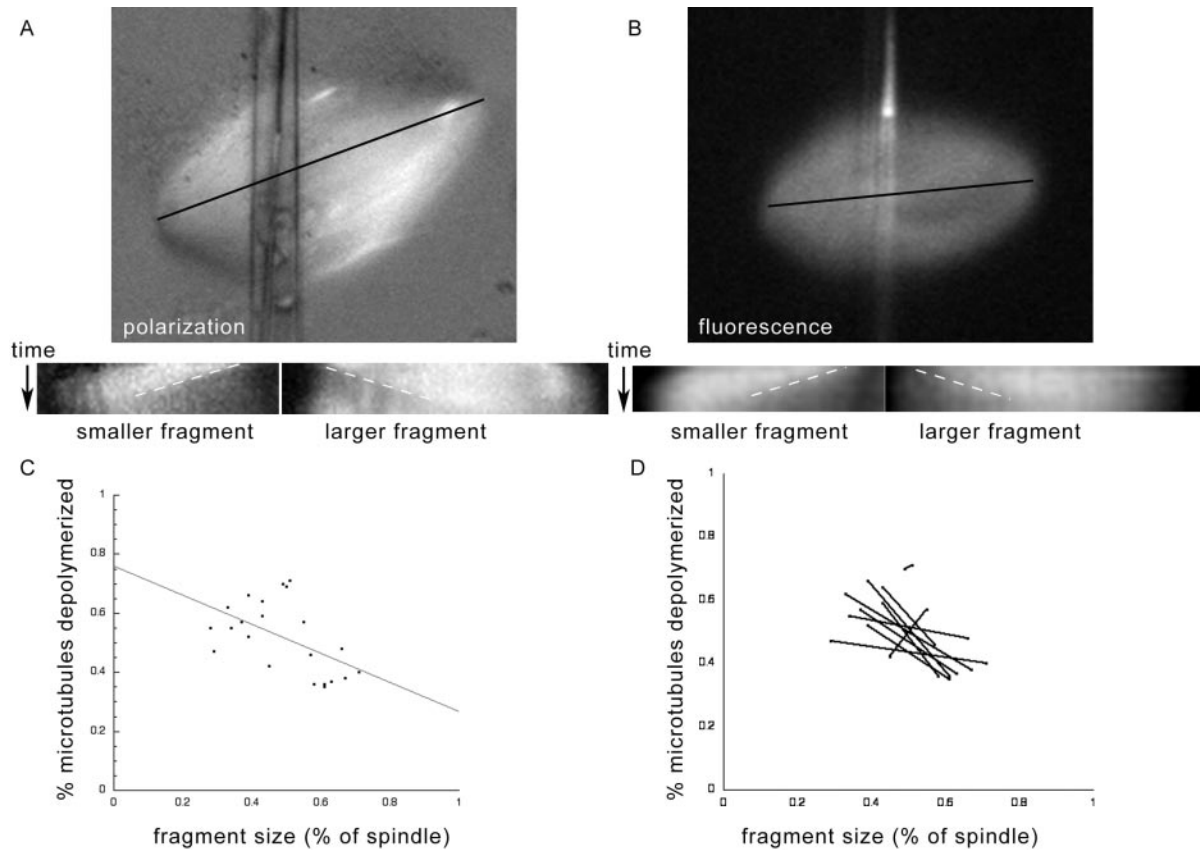 A
B
polarization
fluorescence
time
time
smaller fragment
larger fragment
smaller fragment
larger fragment
C
% microtubules depolymerized
1
0.8
0.6
0.4
0.2
0
0
0.2
0.4
0.6
0.8
1
fragment size (% of spindle)
D
% microtubules depolymerized
1
0.8
0.6
0.4
0.2
0
0
0.2
0.4
0.6
0.8
1
fragment size (% of spindle)